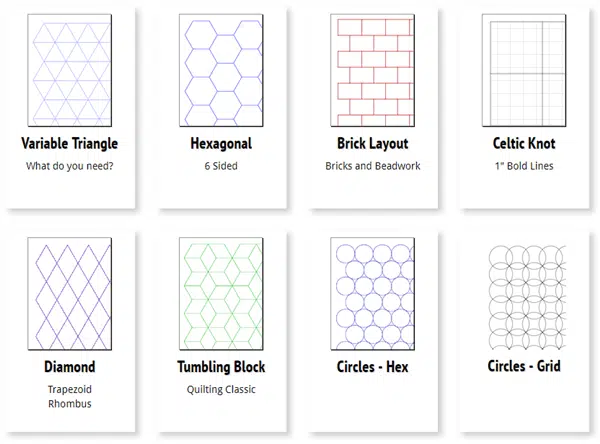 Variable Triangle
What do you need?
Hexagonal
6 Sided
Brick Layout
Bricks and Beadwork
Celtic Knot
1" Bold Lines
Diamond
Trapezoid
Rhombus
Tumbling Block
Quilting Classic
Circles - Hex
Circles - Grid